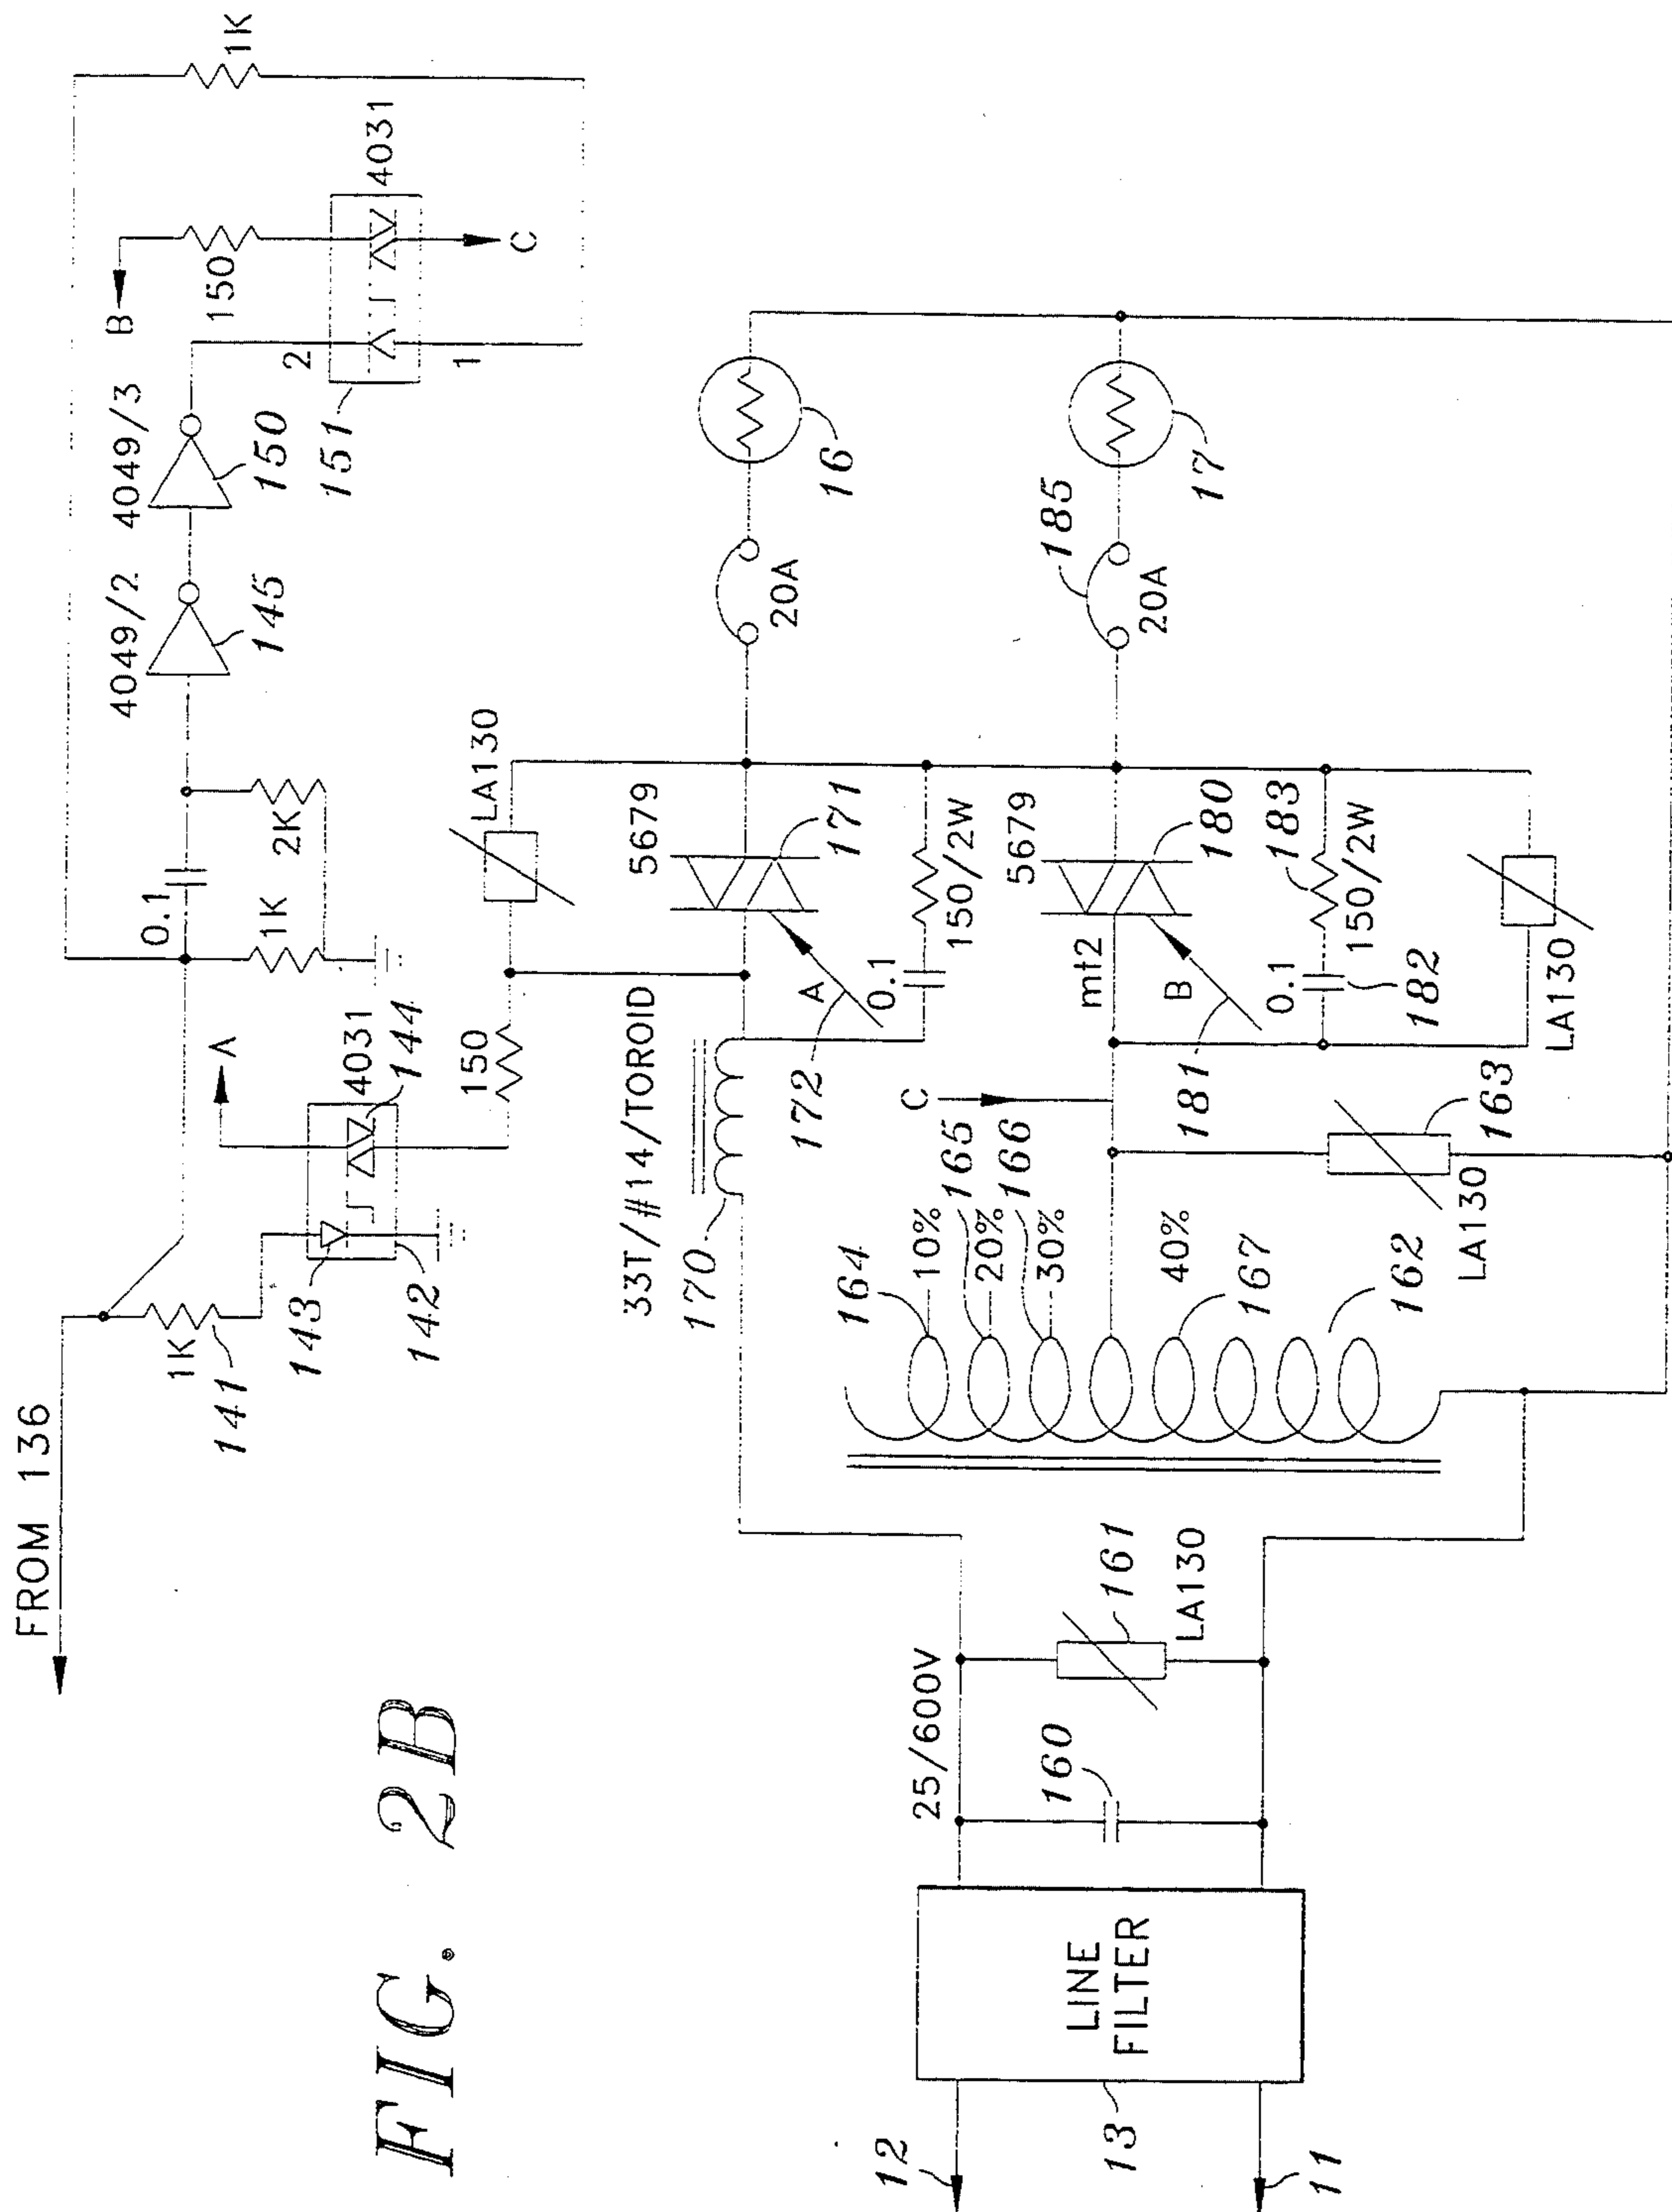 FIG. 2B
FROM 136
1K
141
143
142
A
4031
144
150
0.1
1K
2K
4049/2
145
4049/3
150
151
2
1
B
150
4031
C
1K
LA130
33T/#14/TOROID
170
5679
171
A
172
0.1
150/2W
20A
16
C
164
10%
165
20%
166
30%
40%
167
162
163
LA130
mt2
5679
180
B
181
0.1
182
150/2W
183
LA130
185
20A
17
25/600V
160
161
LA130
LINE
FILTER
13
12
11